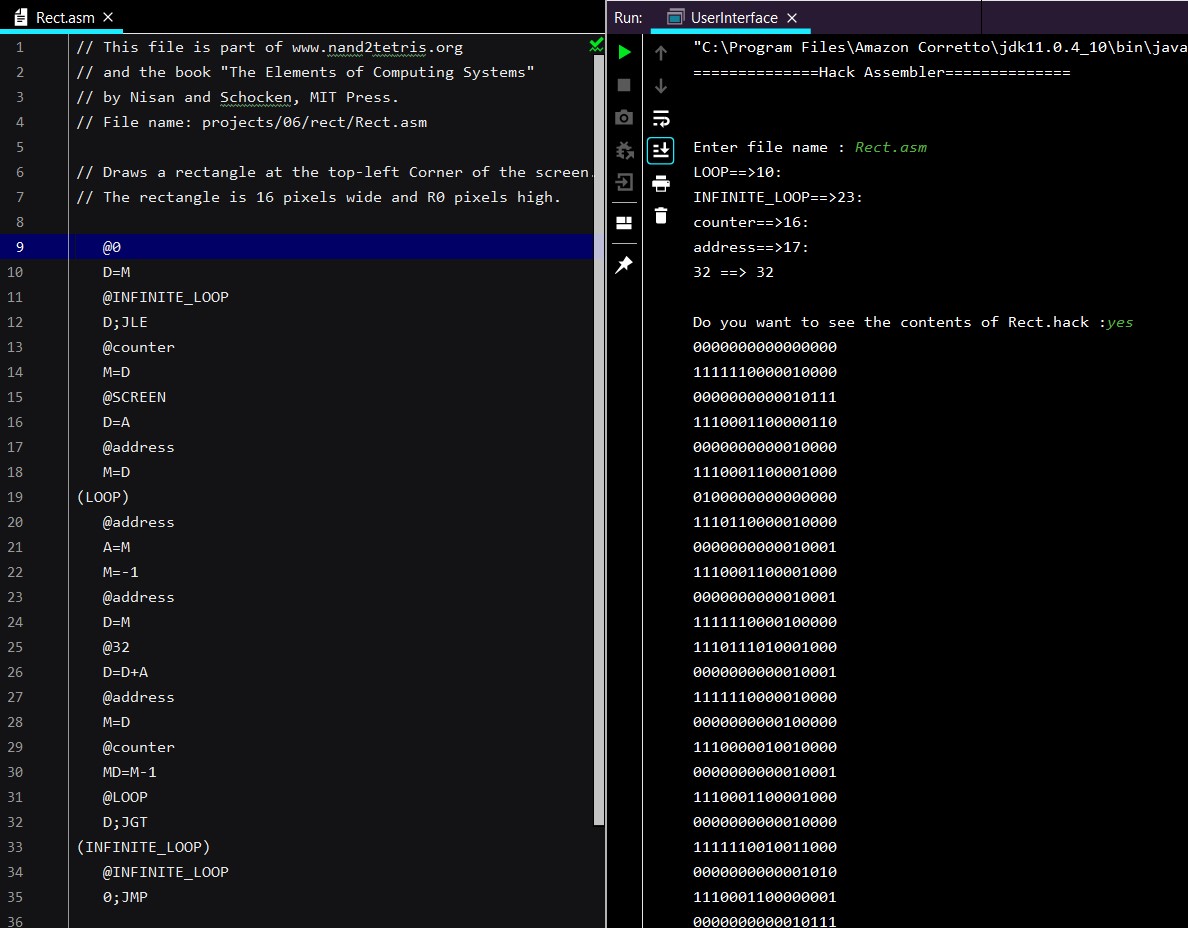 Rect.asm
1 // This file is part of www.nand2tetris.org
2 // and the book "The Elements of Computing Systems"
3 // by Nisan and Schocken, MIT Press.
4 // File name: projects/06/rect/Rect.asm
5
6 // Draws a rectangle at the top-left Corner of the screen.
7 // The rectangle is 16 pixels wide and R0 pixels high.
8
9 @0
10 D=M
11 @INFINITE_LOOP
12 D;JLE
13 @counter
14 M=D
15 @SCREEN
16 D=A
17 @address
18 M=D
19 (LOOP)
20 @address
21 A=M
22 M=-1
23 @address
24 D=M
25 @32
26 D=D+A
27 @address
28 M=D
29 @counter
30 MD=M-1
31 @LOOP
32 D;JGT
33 (INFINITE_LOOP)
34 @INFINITE_LOOP
35 0;JMP
36
Run: UserInterface
"C:\Program Files\Amazon Corretto\jdk11.0.4_10\bin\java
==============Hack Assembler==============
Enter file name : Rect.asm
LOOP==>10:
INFINITE_LOOP==>23:
counter==>16:
address==>17:
32 ==> 32
Do you want to see the contents of Rect.hack :yes
0000000000000000
1111110000010000
0000000000010111
1110001100000110
0000000000010000
1110001100001000
0100000000000000
1110110000010000
0000000000010001
1110001100001000
0000000000010001
1111110000100000
1110111010001000
0000000000010001
1111110000010000
0000000000100000
1110000010010000
0000000000010001
1110001100001000
0000000000010000
1111110010011000
0000000000001010
1110001100000001
0000000000010111